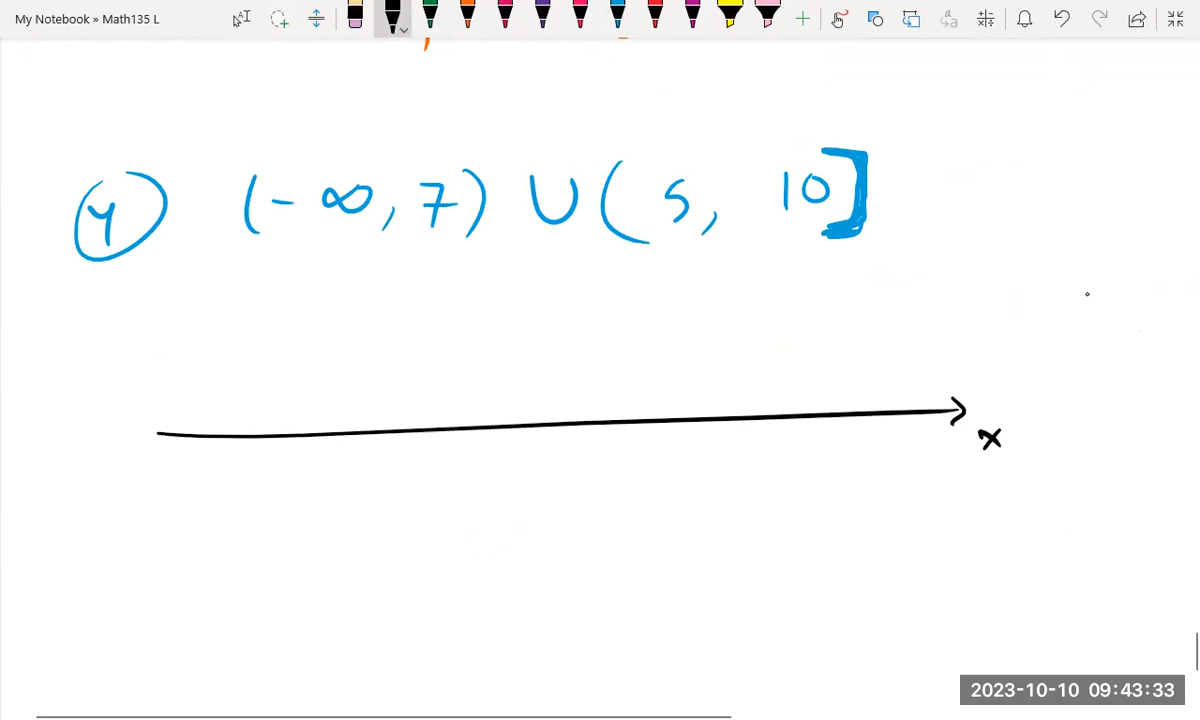 My Notebook » Math135 L
(4) (-∞, 7) ∪ (5, 10]
x
2023-10-10 09:43:33